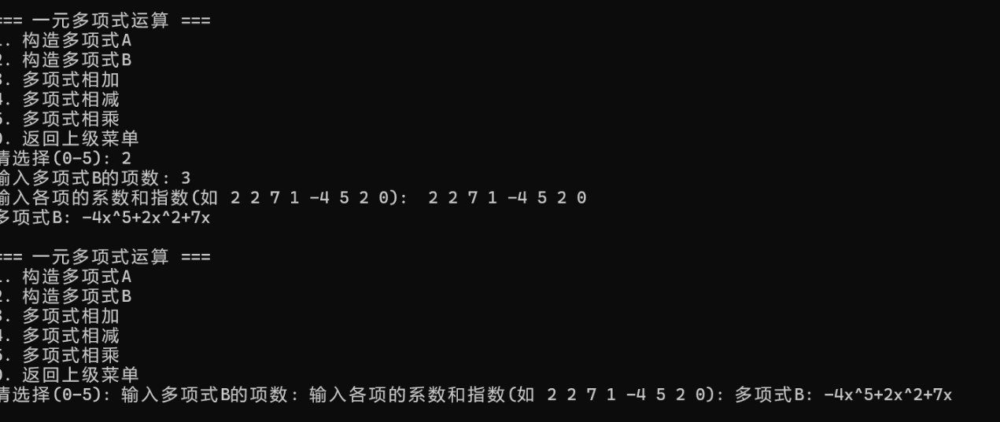 === 一元多项式运算 ===
1. 构造多项式A
2. 构造多项式B
3. 多项式相加
4. 多项式相减
5. 多项式相乘
0. 返回上级菜单
请选择(0-5): 2
输入多项式B的项数: 3
输入各项的系数和指数(如 2 2 7 1 -4 5 2 0):  2 2 7 1 -4 5 2 0
多项式B: -4x^5+2x^2+7x
=== 一元多项式运算 ===
1. 构造多项式A
2. 构造多项式B
3. 多项式相加
4. 多项式相减
5. 多项式相乘
0. 返回上级菜单
请选择(0-5): 输入多项式B的项数: 输入各项的系数和指数(如 2 2 7 1 -4 5 2 0): 多项式B: -4x^5+2x^2+7x